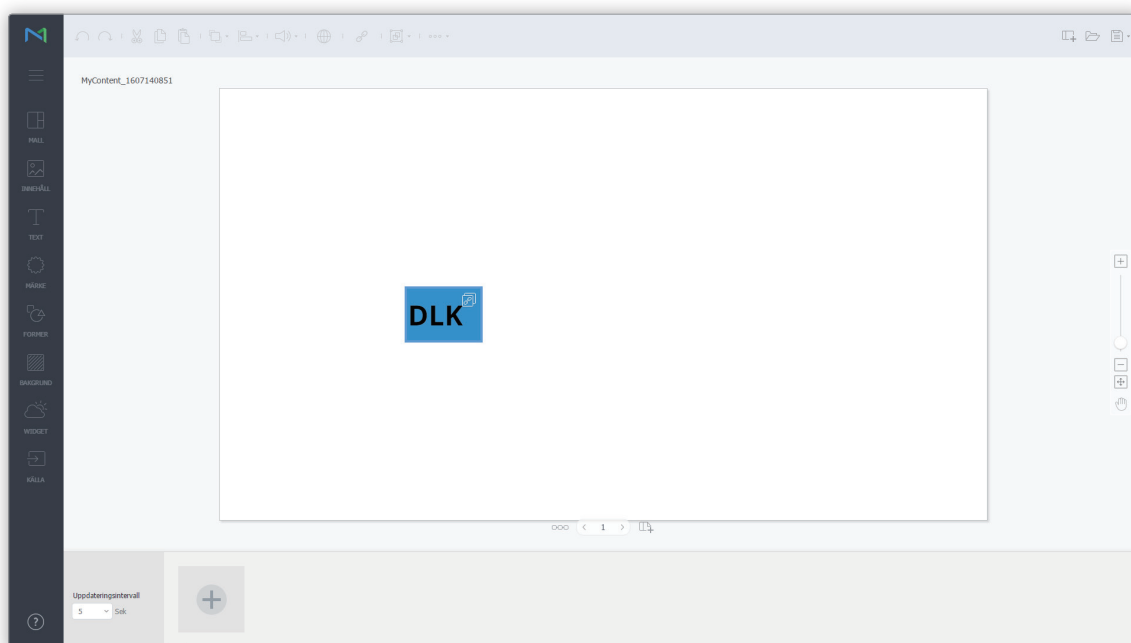 MyContent_1607140851
MALL
INNEHÅLL
TEXT
MÄRKE
FORMER
BAKGRUND
WIDGET
KÄLLA
DLK
1
Uppdateringsintervall
5 Sek
?